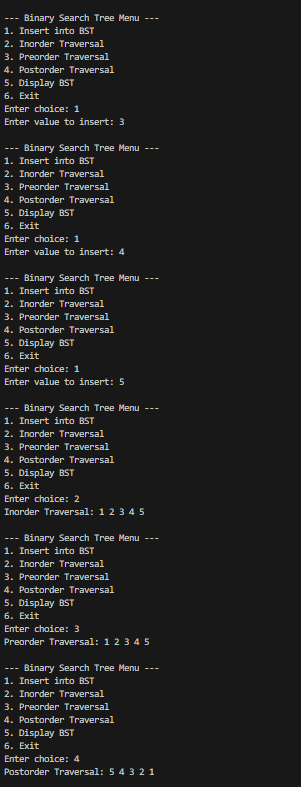 --- Binary Search Tree Menu ---
1. Insert into BST
2. Inorder Traversal
3. Preorder Traversal
4. Postorder Traversal
5. Display BST
6. Exit
Enter choice: 1
Enter value to insert: 3

--- Binary Search Tree Menu ---
1. Insert into BST
2. Inorder Traversal
3. Preorder Traversal
4. Postorder Traversal
5. Display BST
6. Exit
Enter choice: 1
Enter value to insert: 4

--- Binary Search Tree Menu ---
1. Insert into BST
2. Inorder Traversal
3. Preorder Traversal
4. Postorder Traversal
5. Display BST
6. Exit
Enter choice: 1
Enter value to insert: 5

--- Binary Search Tree Menu ---
1. Insert into BST
2. Inorder Traversal
3. Preorder Traversal
4. Postorder Traversal
5. Display BST
6. Exit
Enter choice: 2
Inorder Traversal: 1 2 3 4 5

--- Binary Search Tree Menu ---
1. Insert into BST
2. Inorder Traversal
3. Preorder Traversal
4. Postorder Traversal
5. Display BST
6. Exit
Enter choice: 3
Preorder Traversal: 1 2 3 4 5

--- Binary Search Tree Menu ---
1. Insert into BST
2. Inorder Traversal
3. Preorder Traversal
4. Postorder Traversal
5. Display BST
6. Exit
Enter choice: 4
Postorder Traversal: 5 4 3 2 1